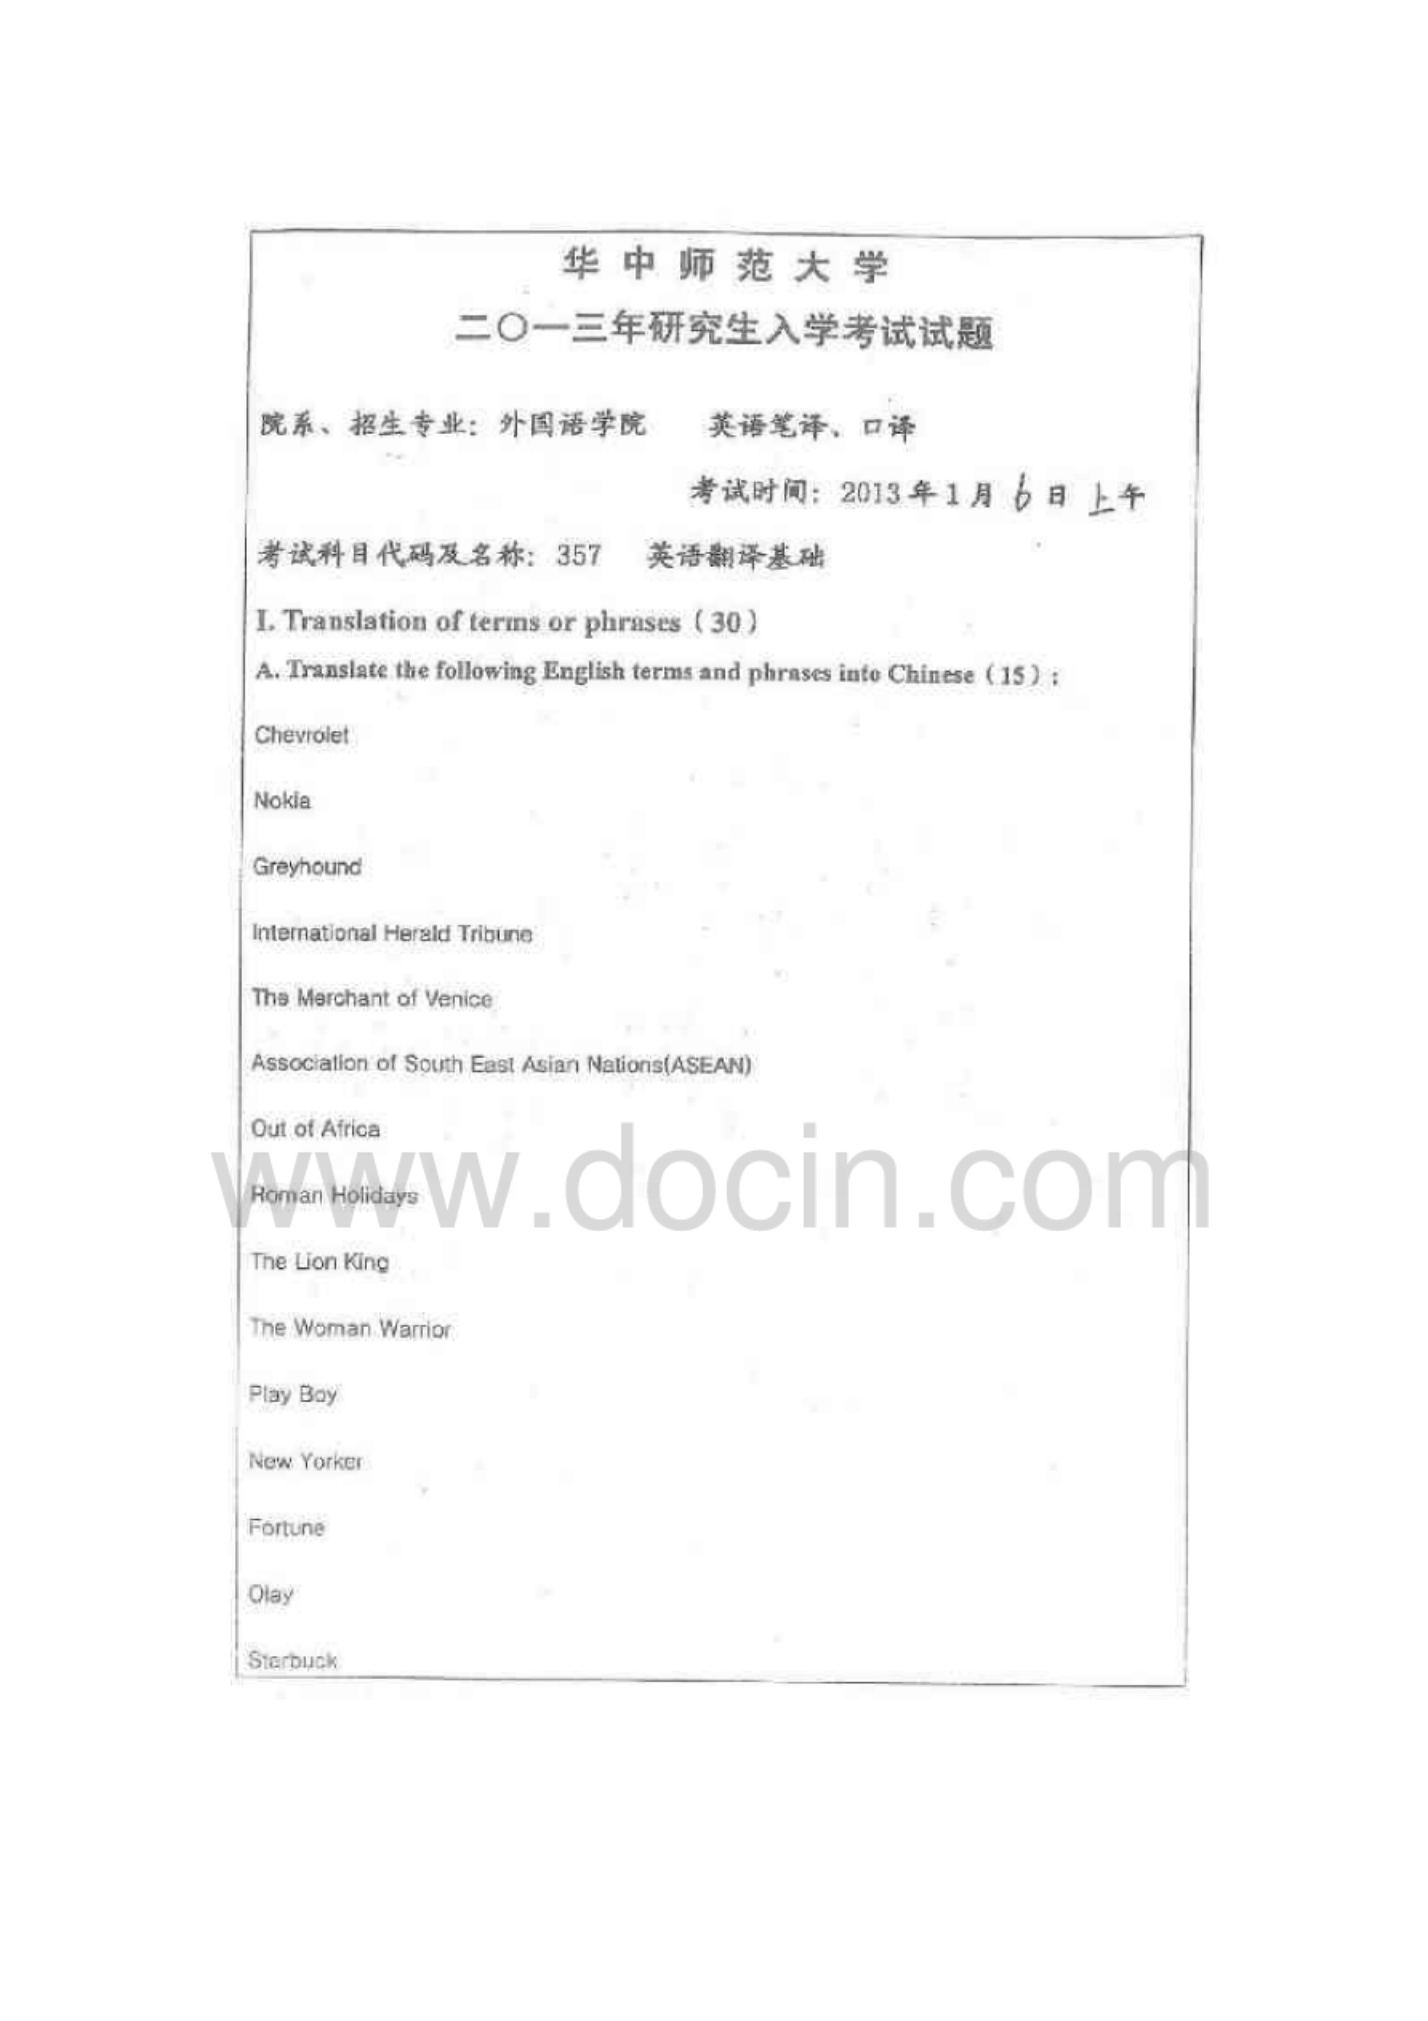 华中师范大学
二〇一三年研究生入学考试试题
院系、招生专业：外国语学院 英语笔译、口译
考试时间：2013年1月6日上午
考试科目代码及名称：357 英语翻译基础
I. Translation of terms or phrases（30）
A. Translate the following English terms and phrases into Chinese（15）:
Chevrolet
Nokia
Greyhound
International Herald Tribune
The Merchant of Venice
Association of South East Asian Nations(ASEAN)
Out of Africa
www.docin.com
Roman Holidays
The Lion King
The Woman Warrior
Play Boy
New Yorker
Fortune
Olay
Starbuck